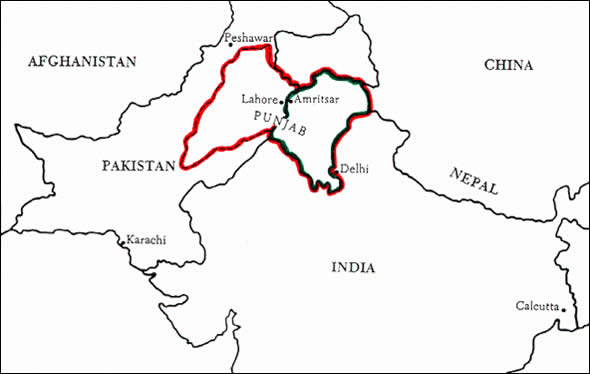 Peshawar
AFGHANISTAN
CHINA
Lahore
Amritsar
PUNJAB
PAKISTAN
Delhi
NEPAL
Karachi
INDIA
Calcutta